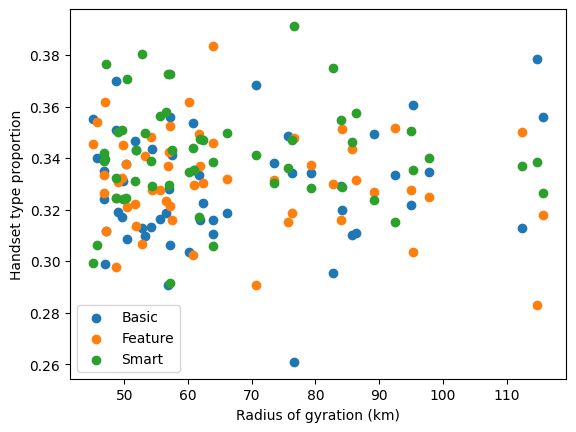 0.38
0.36
0.34
0.32
0.30
0.28
0.26
Handset type proportion
Basic
Feature
Smart
50 60 70 80 90 100 110
Radius of gyration (km)